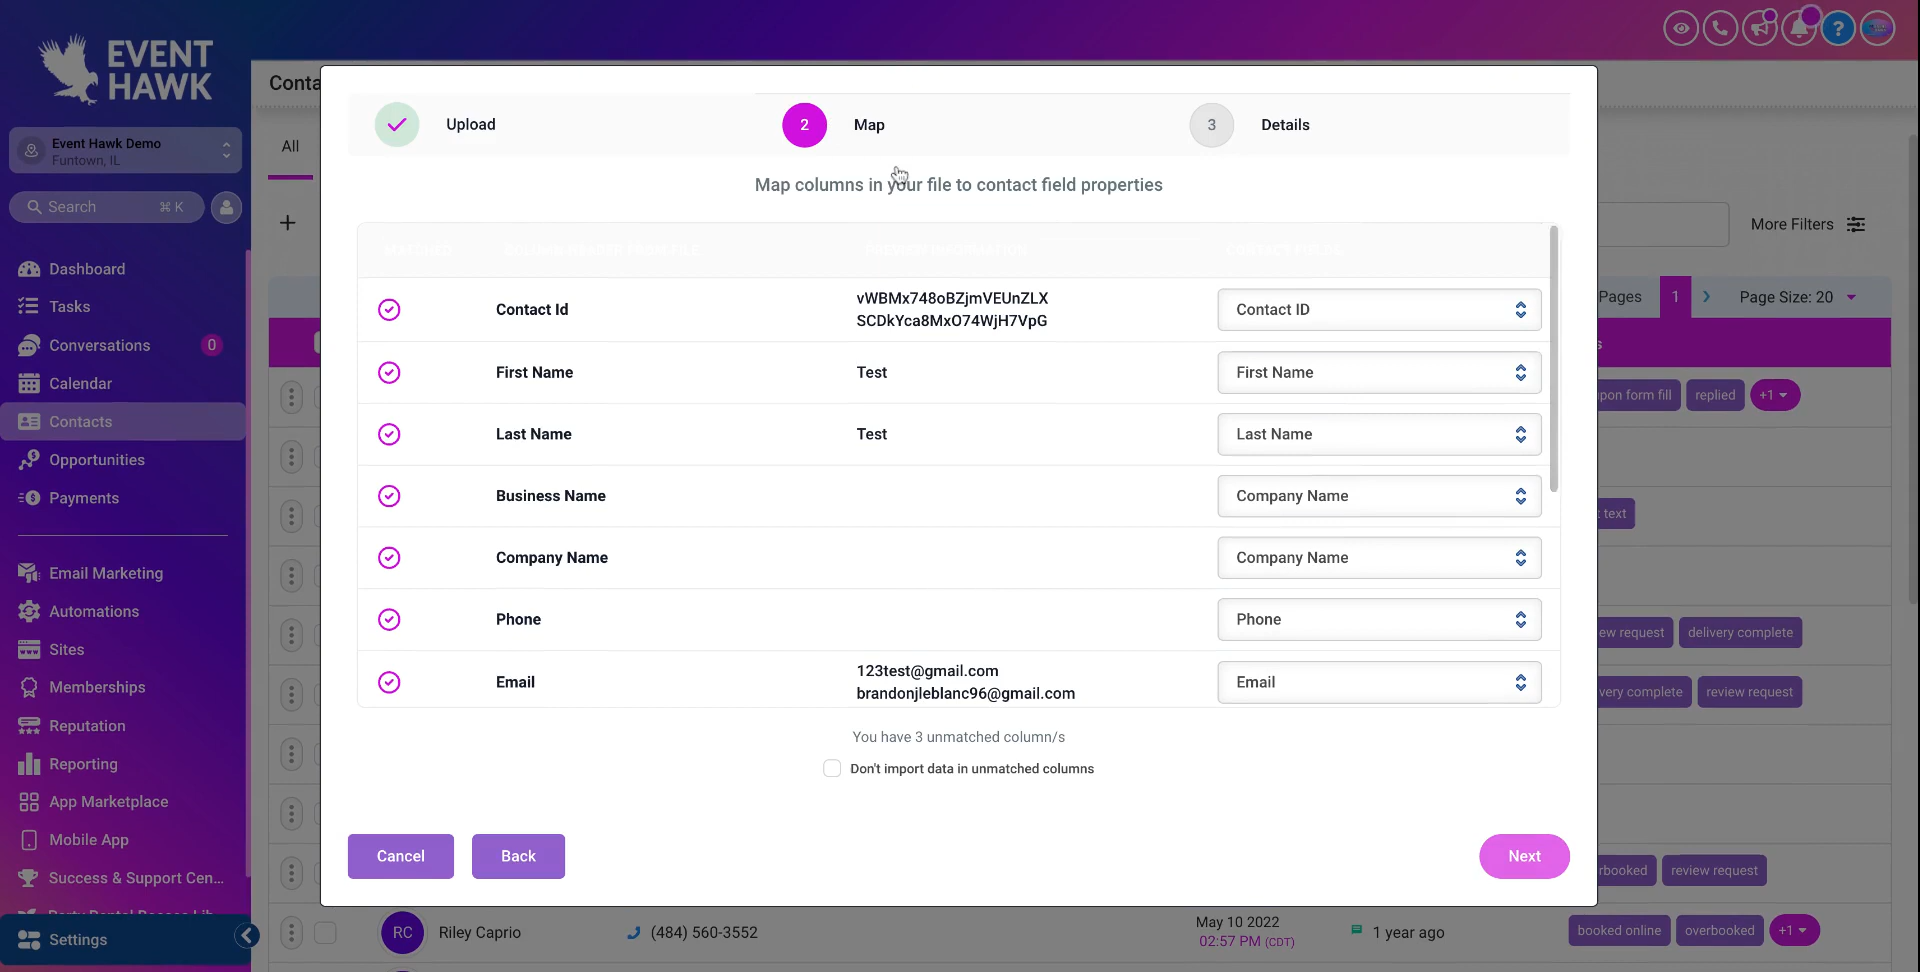 EVENT
HAWK
Event Hawk Demo
Funtown, IL
Search ⌘ K
Dashboard
Tasks
Conversations 0
Calendar
Contacts
Opportunities
Payments
Email Marketing
Automations
Sites
Memberships
Reputation
Reporting
App Marketplace
Mobile App
Success & Support Cen...
Settings
?
Conta
All
+
More Filters
Pages 1 Page Size: 20
s
Upload
2 Map
3 Details
Map columns in your file to contact field properties
MATCHED COLUMN HEADER FROM FILE PREVIEW INFORMATION CONTACT FIELDS
Contact Id vWBMx748oBZjmVEUnZLX Contact ID
SCDkYca8MxO74WjH7VpG
First Name Test First Name
Last Name Test Last Name
Business Name Company Name
Company Name Company Name
Phone Phone
Email 123test@gmail.com Email
brandonjleblanc96@gmail.com
You have 3 unmatched column/s
Don't import data in unmatched columns
Cancel Back Next
pon form fill replied +1
text
ew request delivery complete
very complete review request
rbooked review request
RC Riley Caprio (484) 560-3552 May 10 2022 1 year ago booked online overbooked +1
02:57 PM (CDT)